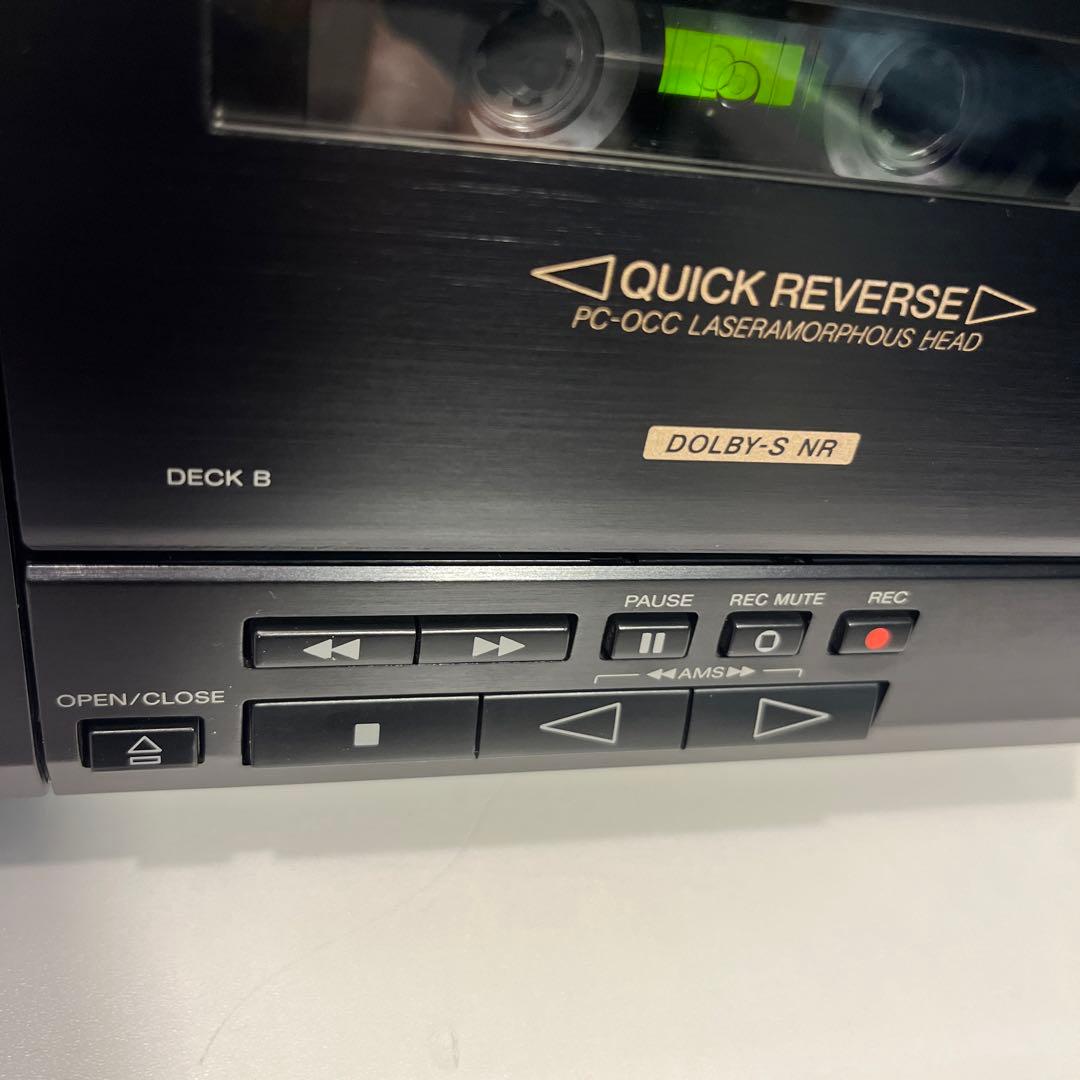 QUICK REVERSE
PC-OCC LASERAMORPHOUS HEAD
DOLBY-S NR
DECK B
PAUSE
REC MUTE
REC
AMS
OPEN/CLOSE